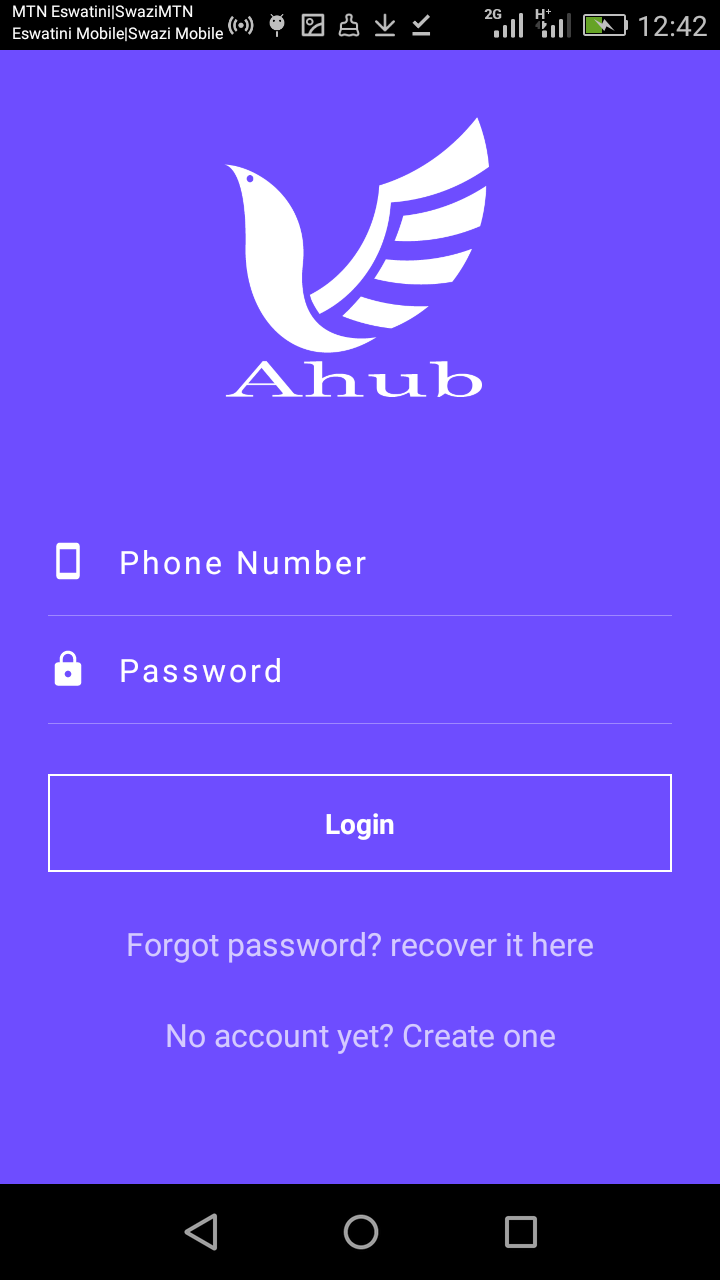 MTN Eswatini|SwaziMTN
Eswatini Mobile|Swazi Mobile
2G
H+
12:42
Ahub
Phone Number
Password
Login
Forgot password? recover it here
No account yet? Create one